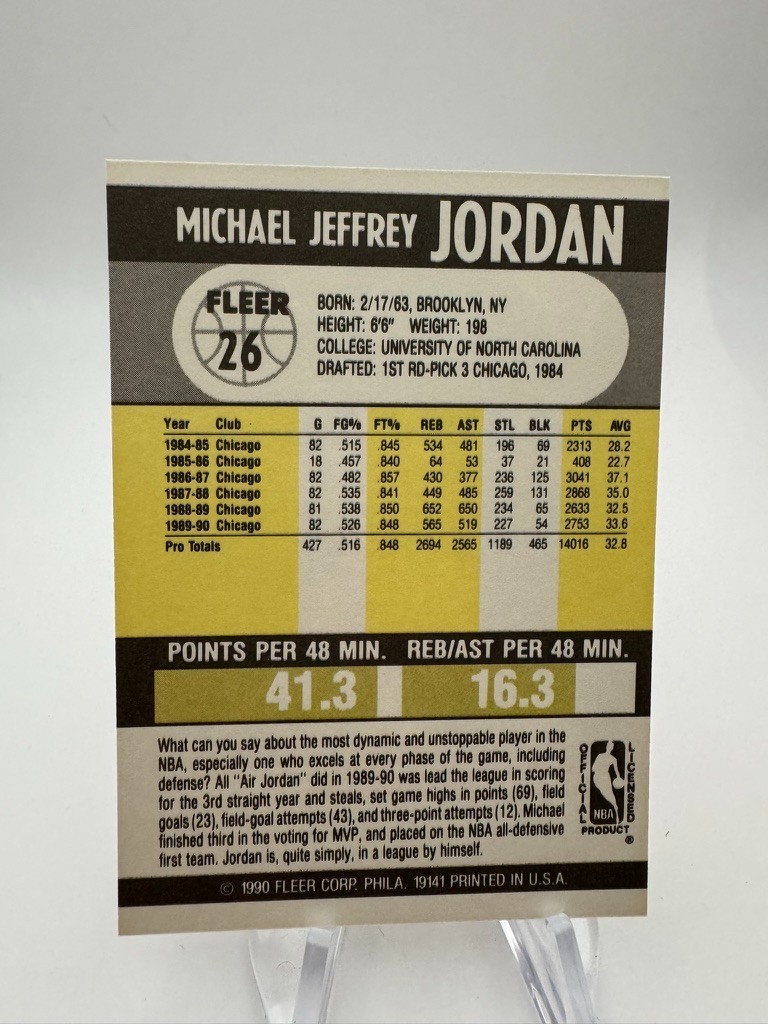 MICHAEL JEFFREY JORDAN
FLEER
26
BORN: 2/17/63, BROOKLYN, NY
HEIGHT: 6'6" WEIGHT: 198
COLLEGE: UNIVERSITY OF NORTH CAROLINA
DRAFTED: 1ST RD-PICK 3 CHICAGO, 1984
Year Club G FG% FT% REB AST STL BLK PTS AVG
1984-85 Chicago 82 .515 .845 534 481 196 69 2313 28.2
1985-86 Chicago 18 .457 .840 64 53 37 21 408 22.7
1986-87 Chicago 82 .482 .857 430 377 236 125 3041 37.1
1987-88 Chicago 82 .535 .841 449 485 259 131 2868 35.0
1988-89 Chicago 81 .538 .850 652 650 234 65 2633 32.5
1989-90 Chicago 82 .526 .848 565 519 227 54 2753 33.6
Pro Totals 427 .516 .848 2694 2565 1189 465 14016 32.8
POINTS PER 48 MIN. REB/AST PER 48 MIN.
41.3 16.3
What can you say about the most dynamic and unstoppable player in the
NBA, especially one who excels at every phase of the game, including
defense? All "Air Jordan" did in 1989-90 was lead the league in scoring
for the 3rd straight year and steals, set game highs in points (69), field
goals (23), field-goal attempts (43), and three-point attempts (12). Michael
finished third in the voting for MVP, and placed on the NBA all-defensive
first team. Jordan is, quite simply, in a league by himself.
OFFICIAL
LICENSED
NBA
PRODUCT
®
© 1990 FLEER CORP. PHILA. 19141 PRINTED IN U.S.A.